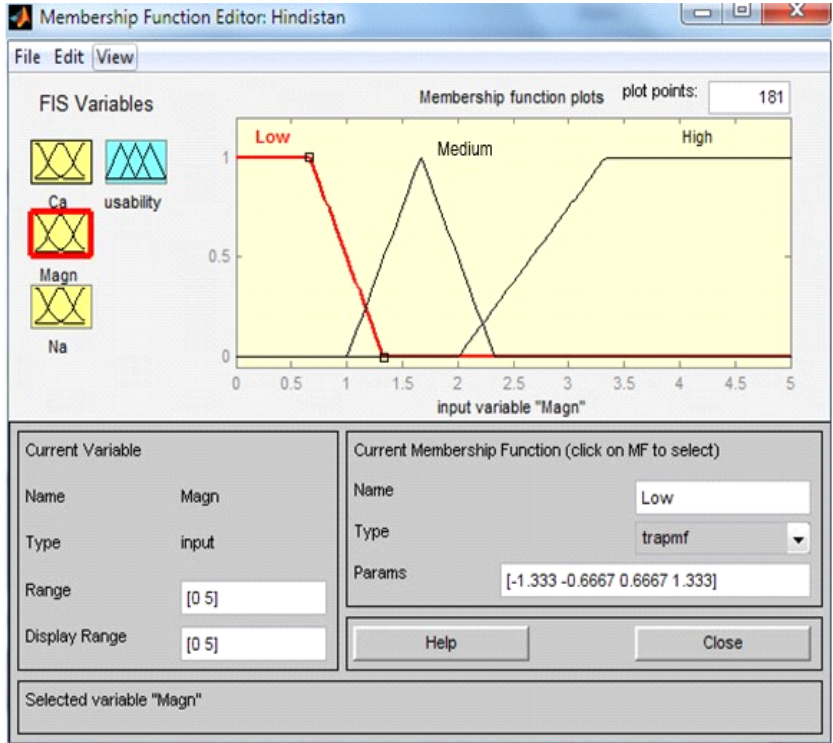 Membership Function Editor: Hindistan
File Edit View
FIS Variables
Membership function plots plot points: 181
Ca usability
Magn
Na
Low Medium High
1
0.5
0
0 0.5 1 1.5 2 2.5 3 3.5 4 4.5 5
input variable "Magn"
Current Variable
Name Magn
Type input
Range [0 5]
Display Range [0 5]
Current Membership Function (click on MF to select)
Name Low
Type trapmf
Params [-1.333 -0.6667 0.6667 1.333]
Help Close
Selected variable "Magn"